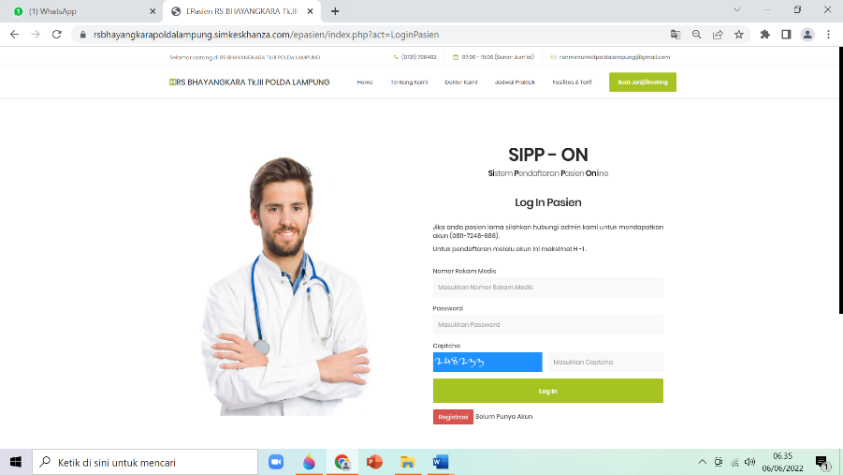 (1) WhatsApp
EPasien RS BHAYANGKARA Tk.III
rsbhayangkarapoldalampung.simkeskhanza.com/epasien/index.php?act=LoginPasien
Selamat datang di RS BHAYANGKARA Tk.III POLDA LAMPUNG
(0721) 706402
07:00 - 15:00 (Senin-Jum'at)
RS BHAYANGKARA Tk.III POLDA LAMPUNG
Home
Tentang Kami
Dokter Kami
Jadwal Praktek
Fasilitas & Tarif
Buat Janji/Booking
SIPP - ON
Sistem Pendaftaran Pasien Online
Log In Pasien
Jika anda pasien lama silahkan hubungi admin kami untuk mendapatkan
akun (0811-7248-686).
Untuk pendaftaran melalui akun ini maksimal H -1 .
Nomor Rekam Medis
Masukkan Nomor Rekam Medis
Password
Masukkan Password
Captcha
248233
Masukkan Captcha
Log In
Registrasi Belum Punya Akun
Ketik di sini untuk mencari
06.35
06/06/2022